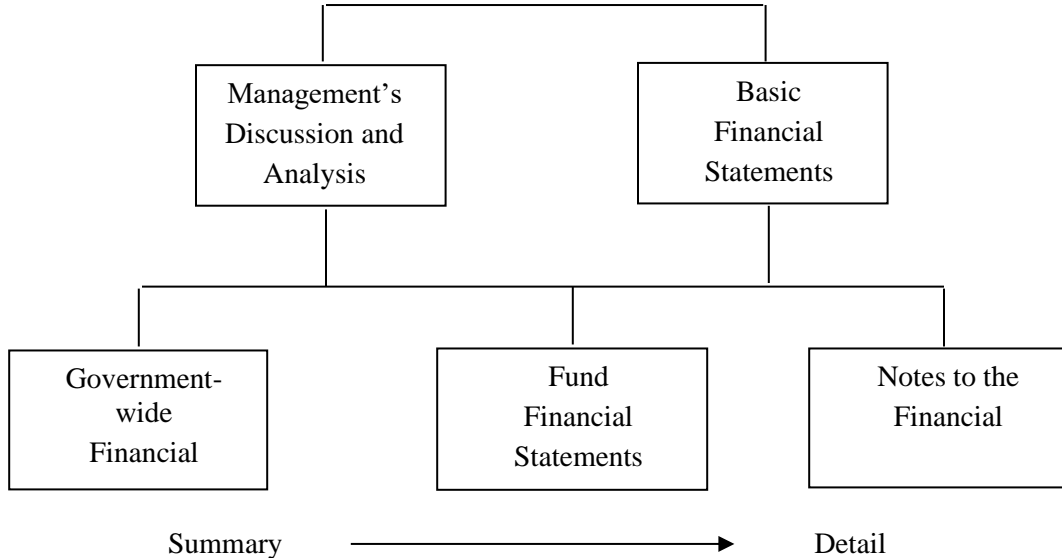 Management’s
Discussion and
Analysis
Basic
Financial
Statements
Government-
wide
Financial
Fund
Financial
Statements
Notes to the
Financial
Summary
Detail